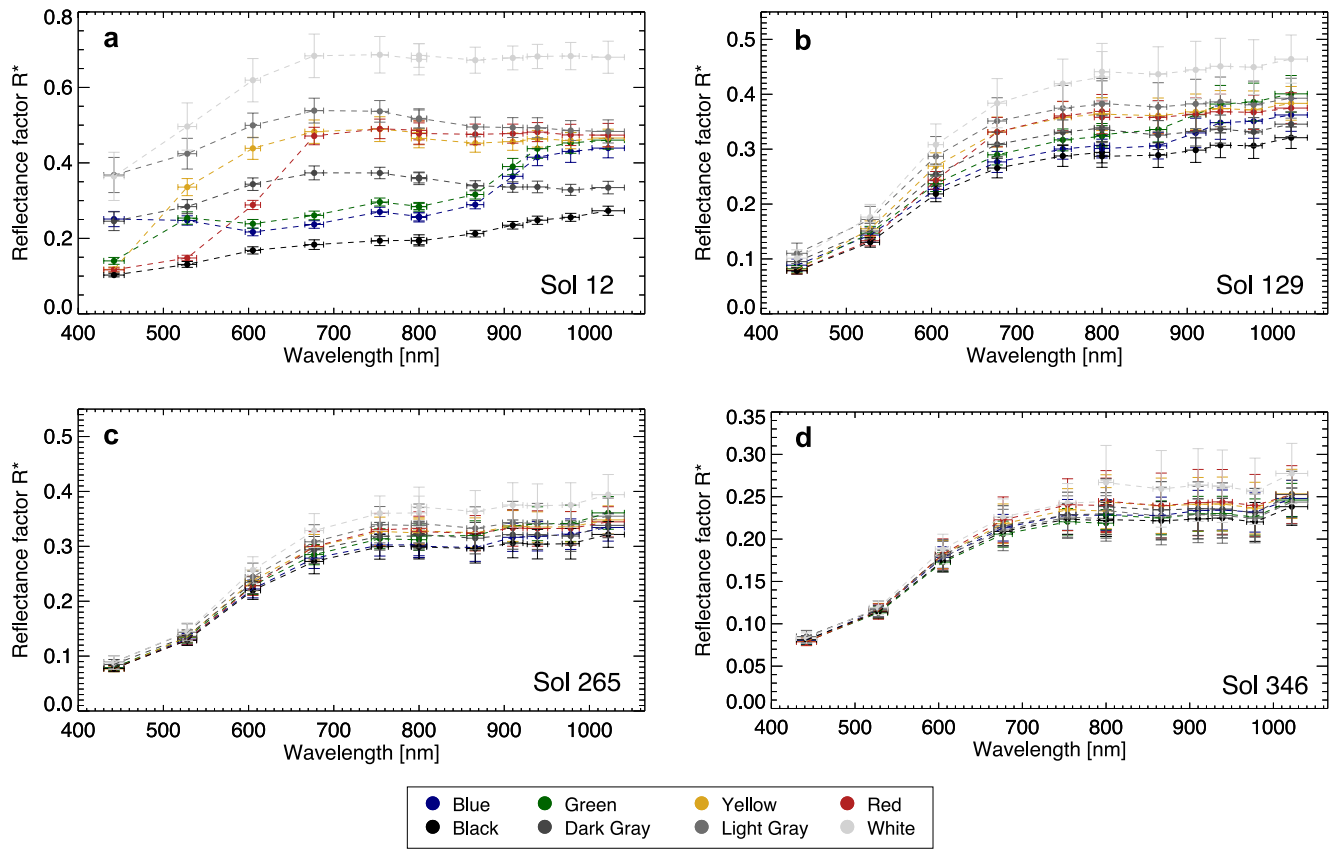 a
Reflectance factor R*
0.8
0.6
0.4
0.2
0.0
Sol 12
400 500 600 700 800 900 1000
Wavelength [nm]
b
Reflectance factor R*
0.5
0.4
0.3
0.2
0.1
0.0
Sol 129
400 500 600 700 800 900 1000
Wavelength [nm]
c
Reflectance factor R*
0.5
0.4
0.3
0.2
0.1
0.0
Sol 265
400 500 600 700 800 900 1000
Wavelength [nm]
d
Reflectance factor R*
0.35
0.30
0.25
0.20
0.15
0.10
0.05
0.00
Sol 346
400 500 600 700 800 900 1000
Wavelength [nm]
Blue Green Yellow Red
Black Dark Gray Light Gray White